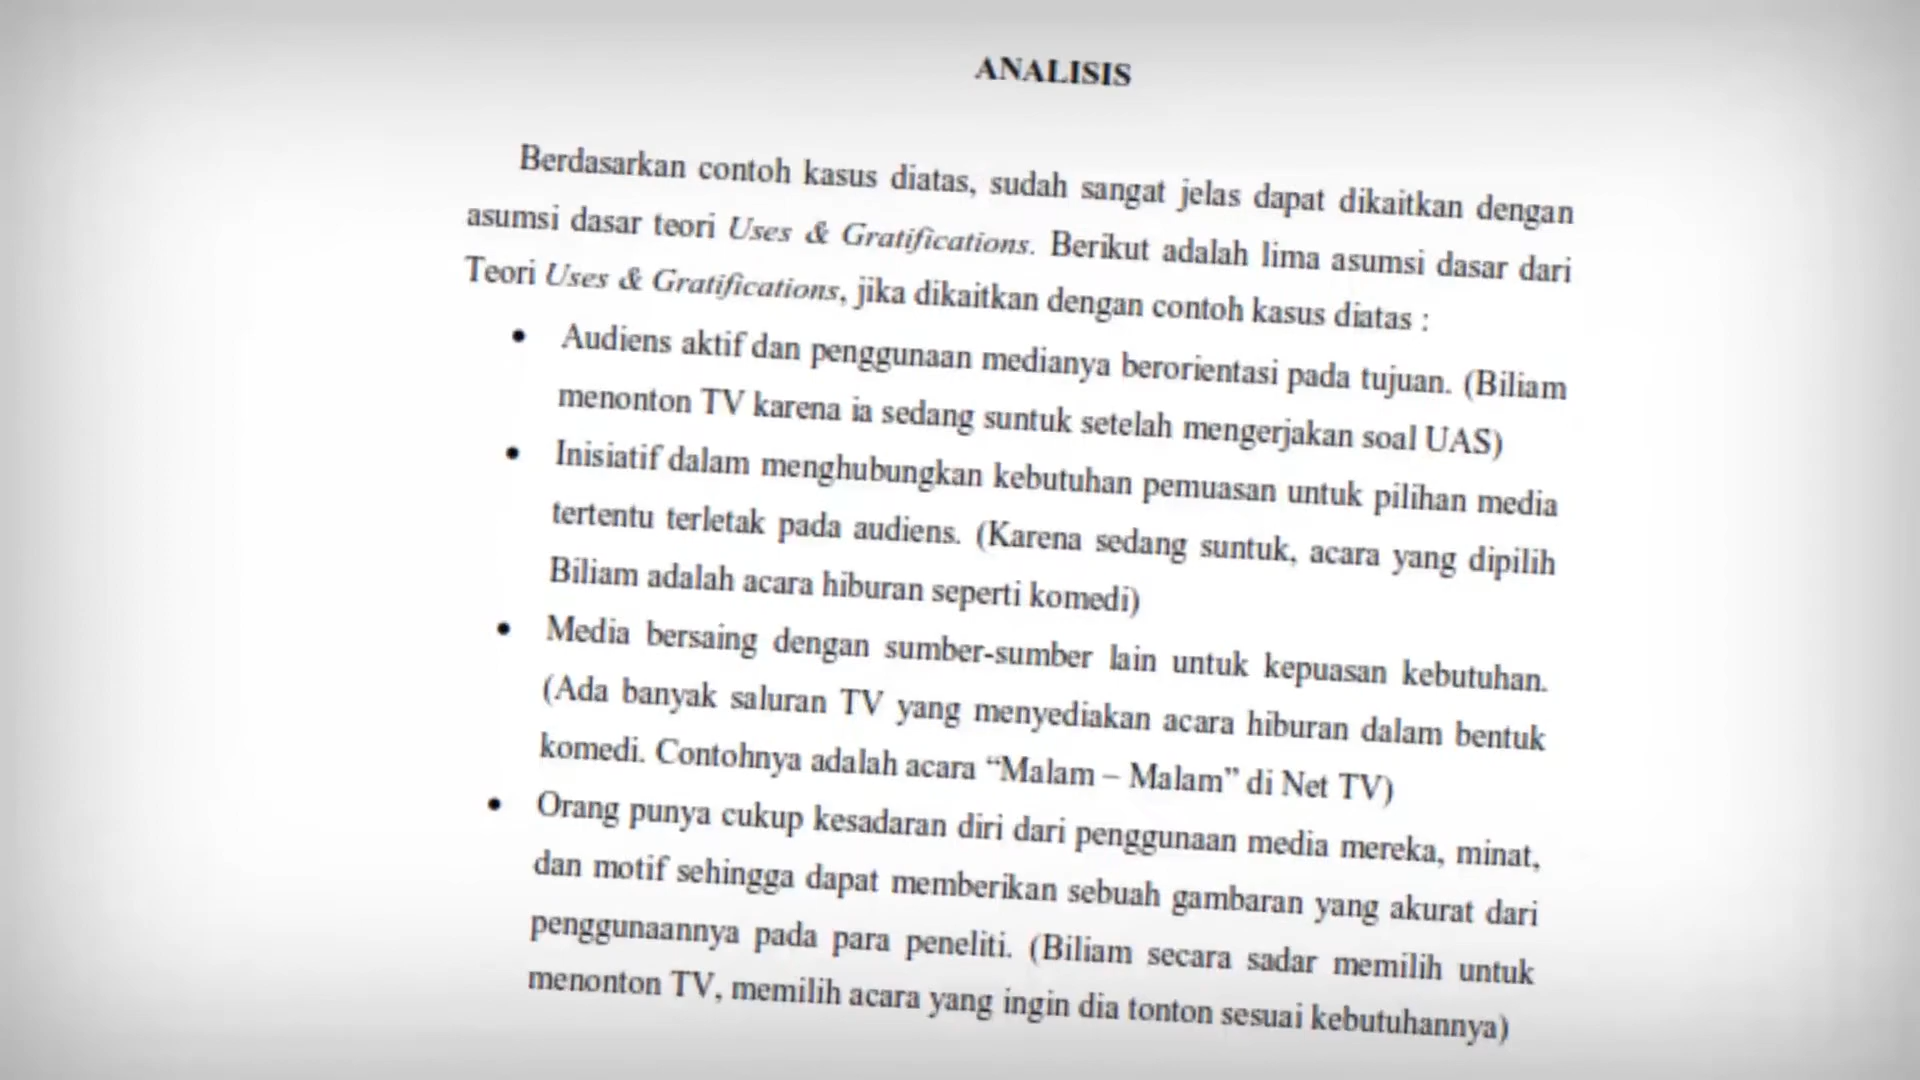 ANALISIS
Berdasarkan contoh kasus diatas, sudah sangat jelas dapat dikaitkan dengan
asumsi dasar teori Uses & Gratifications. Berikut adalah lima asumsi dasar dari
Teori Uses & Gratifications, jika dikaitkan dengan contoh kasus diatas :
• Audiens aktif dan penggunaan medianya berorientasi pada tujuan. (Biliam
menonton TV karena ia sedang suntuk setelah mengerjakan soal UAS)
• Inisiatif dalam menghubungkan kebutuhan pemuasan untuk pilihan media
tertentu terletak pada audiens. (Karena sedang suntuk, acara yang dipilih
Biliam adalah acara hiburan seperti komedi)
• Media bersaing dengan sumber-sumber lain untuk kepuasan kebutuhan.
(Ada banyak saluran TV yang menyediakan acara hiburan dalam bentuk
komedi. Contohnya adalah acara “Malam – Malam” di Net TV)
• Orang punya cukup kesadaran diri dari penggunaan media mereka, minat,
dan motif sehingga dapat memberikan sebuah gambaran yang akurat dari
penggunaannya pada para peneliti. (Biliam secara sadar memilih untuk
menonton TV, memilih acara yang ingin dia tonton sesuai kebutuhannya)